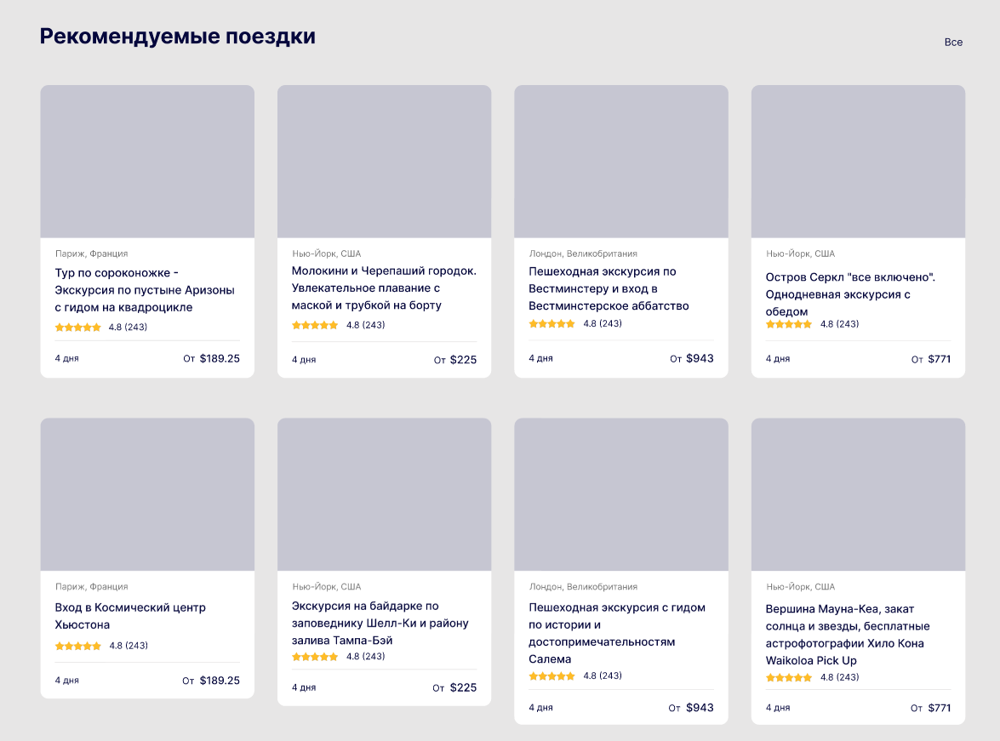 Рекомендуемые поездки
Все
Париж, Франция
Тур по сороконожке -
Экскурсия по пустыне Аризоны
с гидом на квадроцикле
4.8 (243)
4 дня
От $189.25
Нью-Йорк, США
Молокини и Черепаший городок.
Увлекательное плавание с
маской и трубкой на борту
4.8 (243)
4 дня
От $225
Лондон, Великобритания
Пешеходная экскурсия по
Вестминстеру и вход в
Вестминстерское аббатство
4.8 (243)
4 дня
От $943
Нью-Йорк, США
Остров Серкл "все включено".
Однодневная экскурсия с
обедом
4.8 (243)
4 дня
От $771
Париж, Франция
Вход в Космический центр
Хьюстона
4.8 (243)
4 дня
От $189.25
Нью-Йорк, США
Экскурсия на байдарке по
заповеднику Шелл-Ки и району
залива Тампа-Бэй
4.8 (243)
4 дня
От $225
Лондон, Великобритания
Пешеходная экскурсия с гидом
по истории и
достопримечательностям
Салема
4.8 (243)
4 дня
От $943
Нью-Йорк, США
Вершина Мауна-Кеа, закат
солнца и звезды, бесплатные
астрофотографии Хило Кона
Waikoloa Pick Up
4.8 (243)
4 дня
От $771